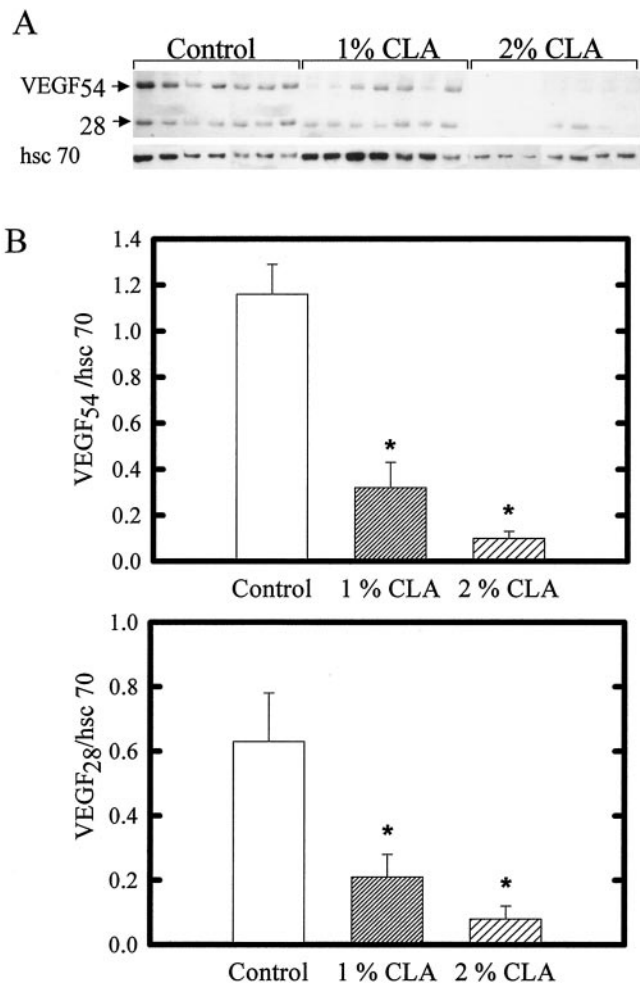 A
Control 1% CLA 2% CLA
VEGF54
28
hsc 70
B
1.4
1.2
1.0
0.8
0.6
0.4
0.2
0.0
VEGF54/hsc 70
*
*
Control 1 % CLA 2 % CLA
1.0
0.8
0.6
0.4
0.2
0.0
VEGF28/hsc 70
*
*
Control 1 % CLA 2 % CLA